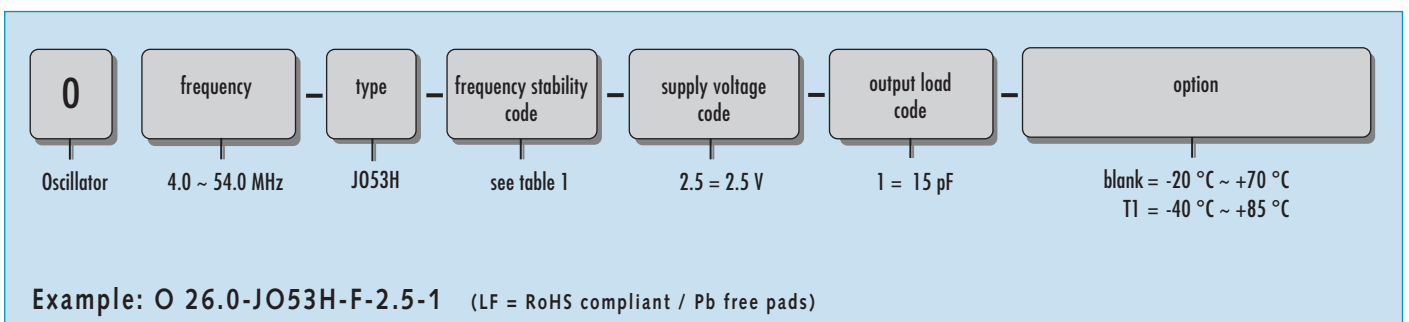 O
frequency
type
frequency stability
code
supply voltage
code
output load
code
option
Oscillator
4.0 ~ 54.0 MHz
JO53H
see table 1
2.5 = 2.5 V
1 = 15 pF
blank = -20 °C ~ +70 °C
T1 = -40 °C ~ +85 °C
Example: O 26.0-JO53H-F-2.5-1 (LF = RoHS compliant / Pb free pads)